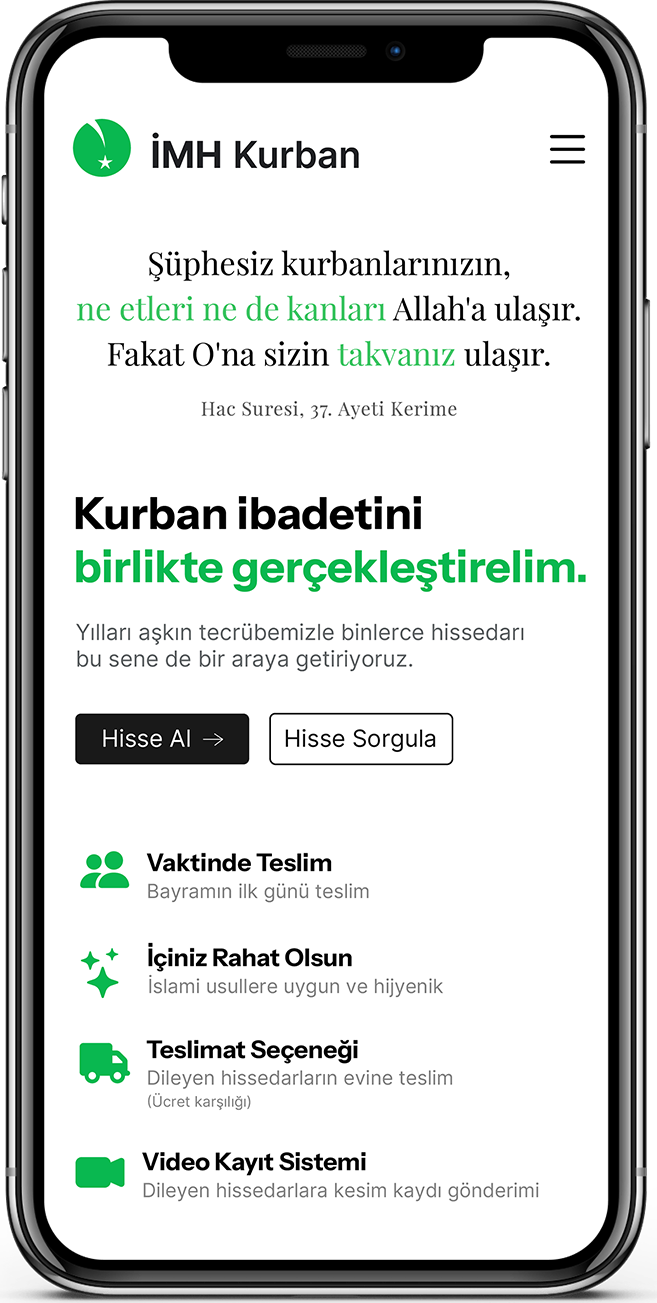 İMH Kurban
Şüphesiz kurbanlarınızın,
ne etleri ne de kanları Allah'a ulaşır.
Fakat O'na sizin takvanız ulaşır.
Hac Suresi, 37. Ayeti Kerime
Kurban ibadetini
birlikte gerçekleştirelim.
Yılları aşkın tecrübemizle binlerce hissedarı
bu sene de bir araya getiriyoruz.
Hisse Al →
Hisse Sorgula
Vaktinde Teslim
Bayramın ilk günü teslim
İçiniz Rahat Olsun
İslami usullere uygun ve hijyenik
Teslimat Seçeneği
Dileyen hissedarların evine teslim
(Ücret karşılığı)
Video Kayıt Sistemi
Dileyen hissedarlara kesim kaydı gönderimi